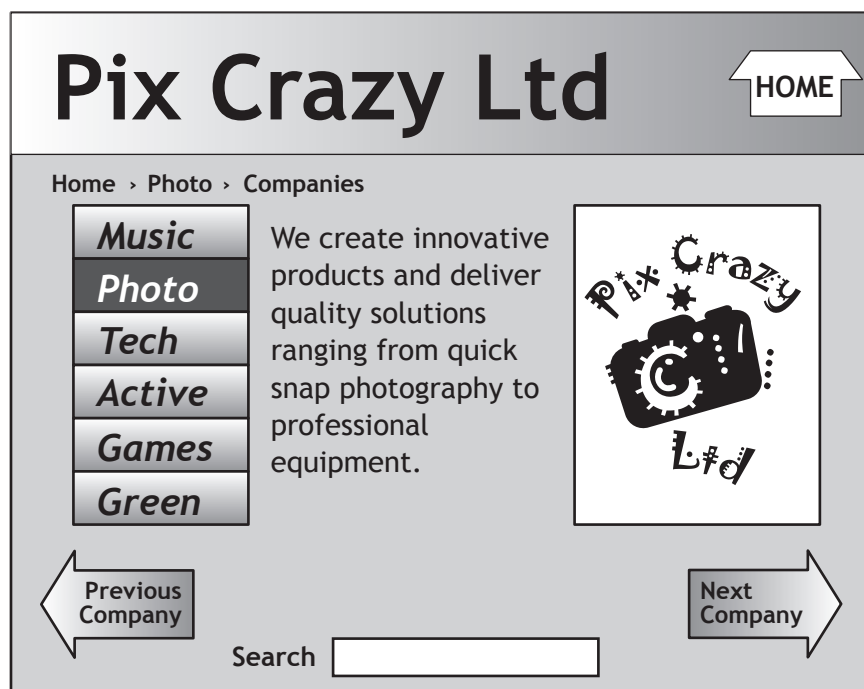 Pix Crazy Ltd
HOME
Home › Photo › Companies
Music
Photo
Tech
Active
Games
Green
We create innovative
products and deliver
quality solutions
ranging from quick
snap photography to
professional
equipment.
Pix Crazy
Ltd
Previous
Company
Next
Company
Search